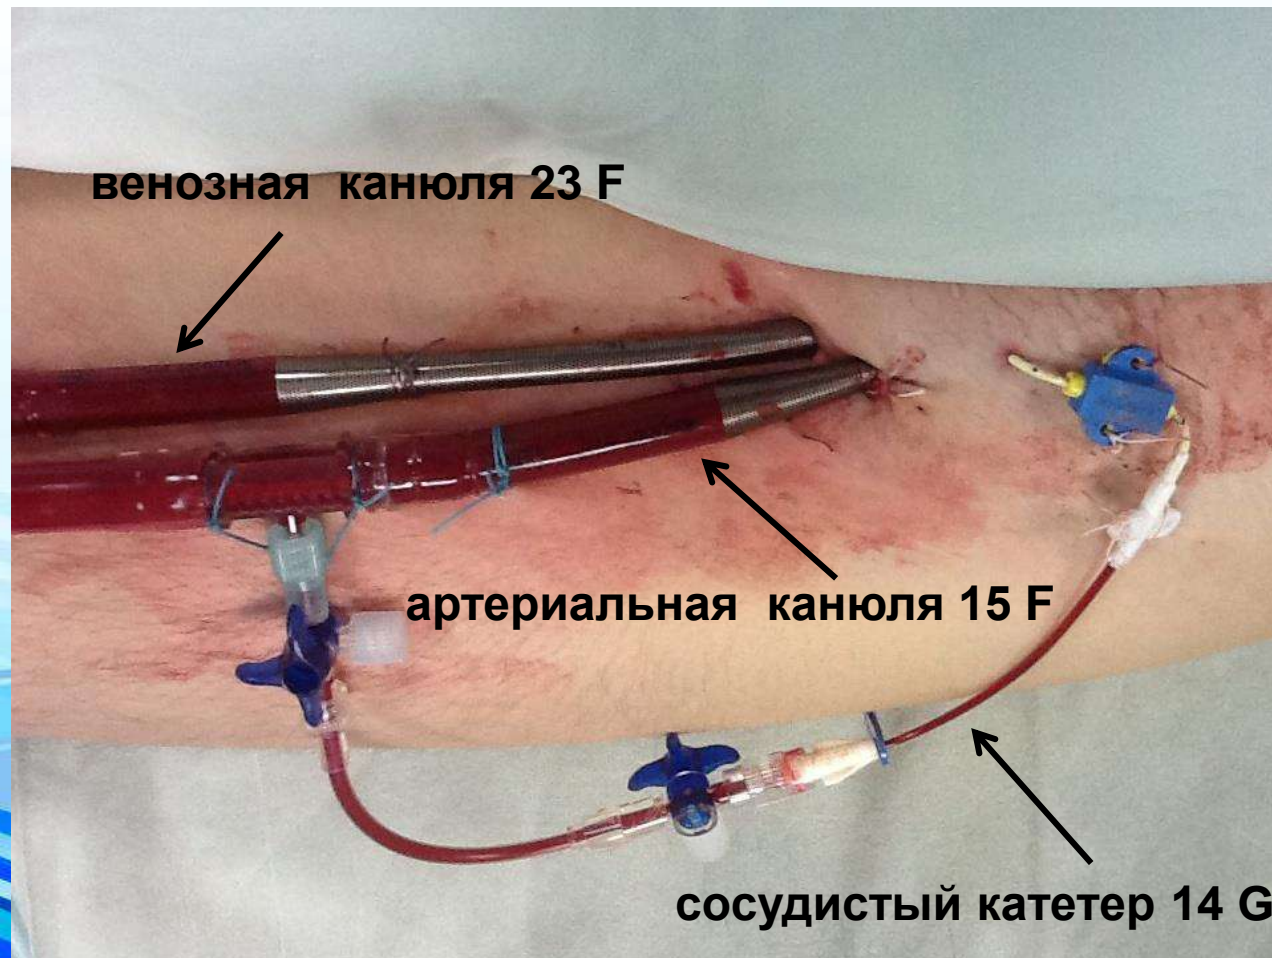 венозная канюля 23 F
артериальная канюля 15 F
сосудистый катетер 14 G